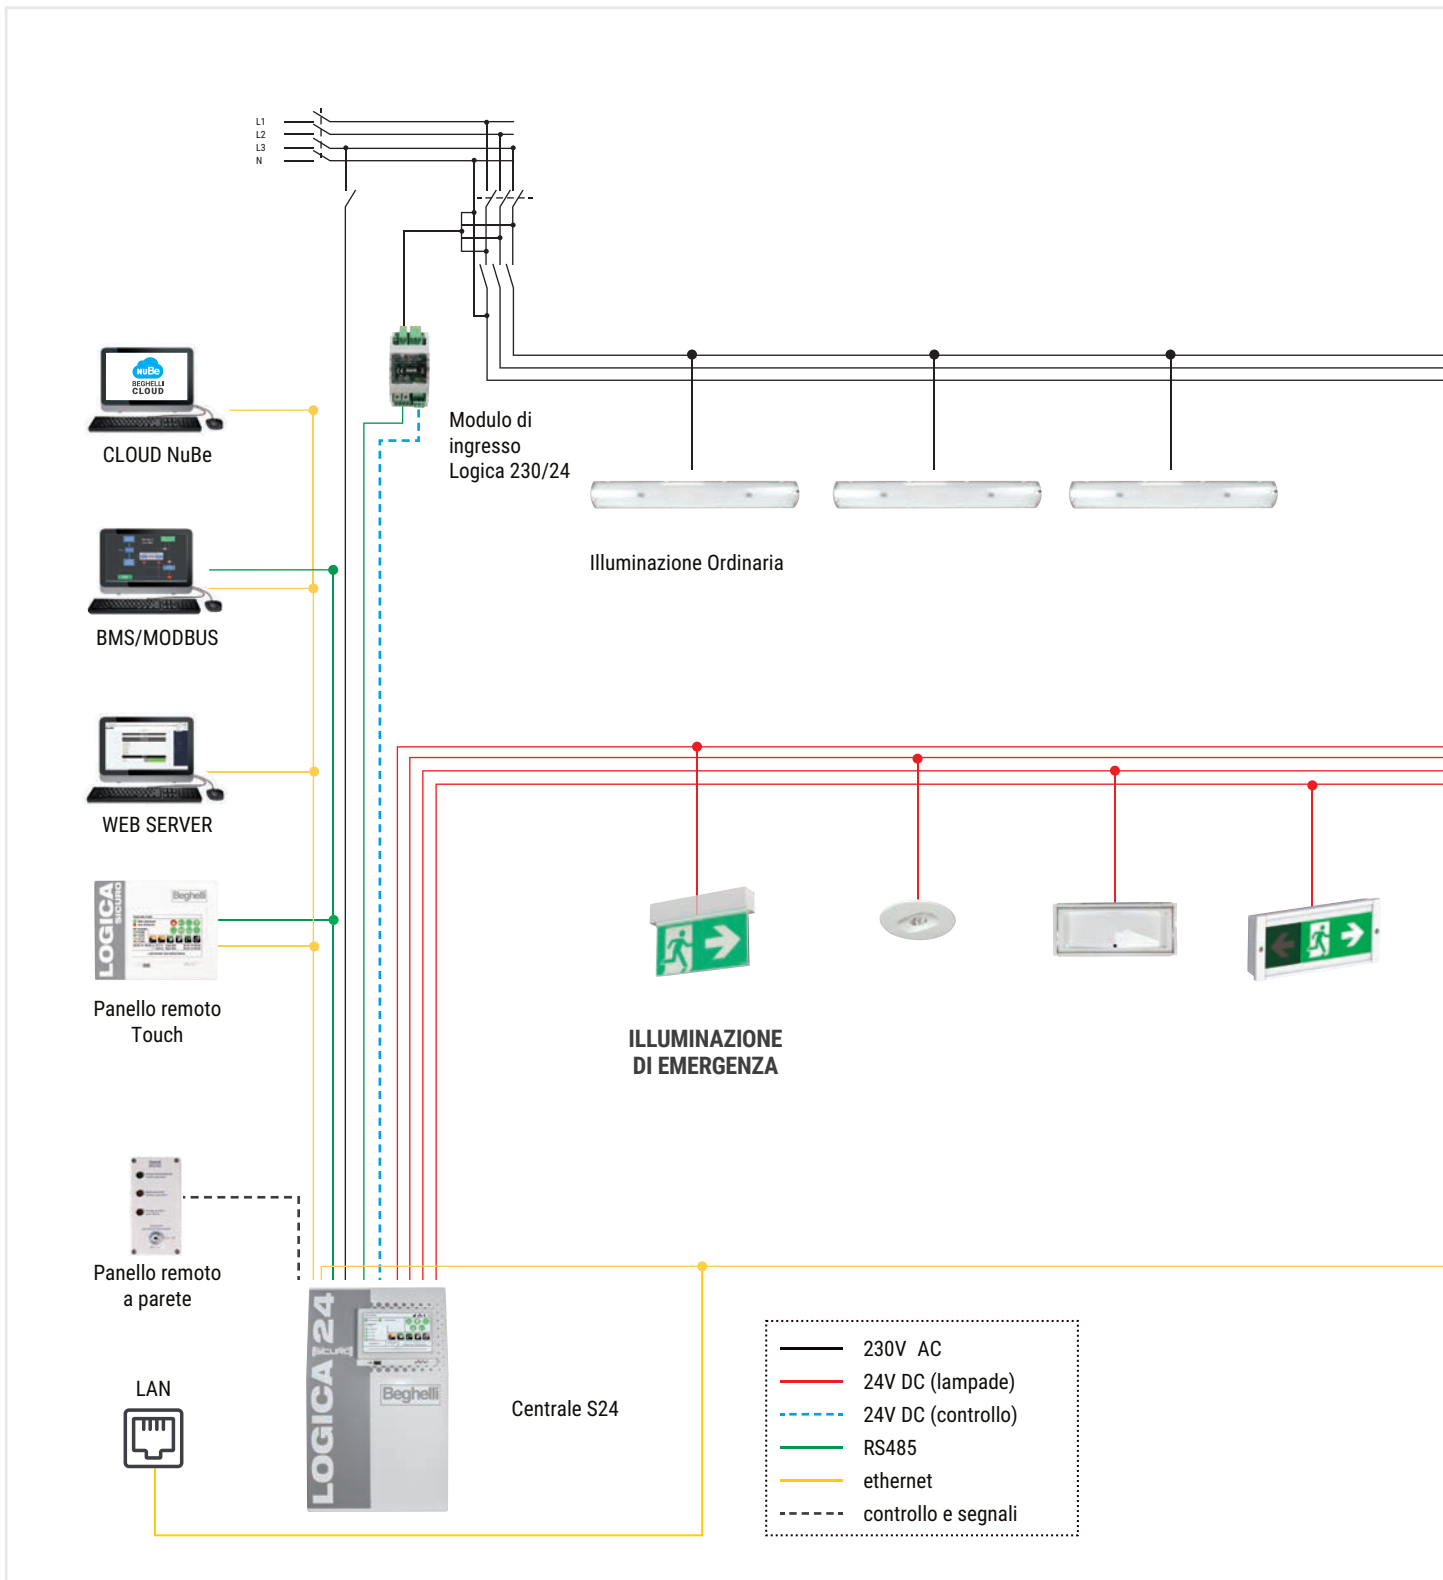 L1
L2
L3
N
NuBe
BEGHELLI
CLOUD
CLOUD NuBe
Modulo di
ingresso
Logica 230/24
Illuminazione Ordinaria
BMS/MODBUS
WEB SERVER
LOGICA
SICURO
Beghelli
Panello remoto
Touch
ILLUMINAZIONE
DI EMERGENZA
Panello remoto
a parete
LOGICA 24
SICURO
Beghelli
Centrale S24
LAN
230V AC
24V DC (lampade)
24V DC (controllo)
RS485
ethernet
controllo e segnali